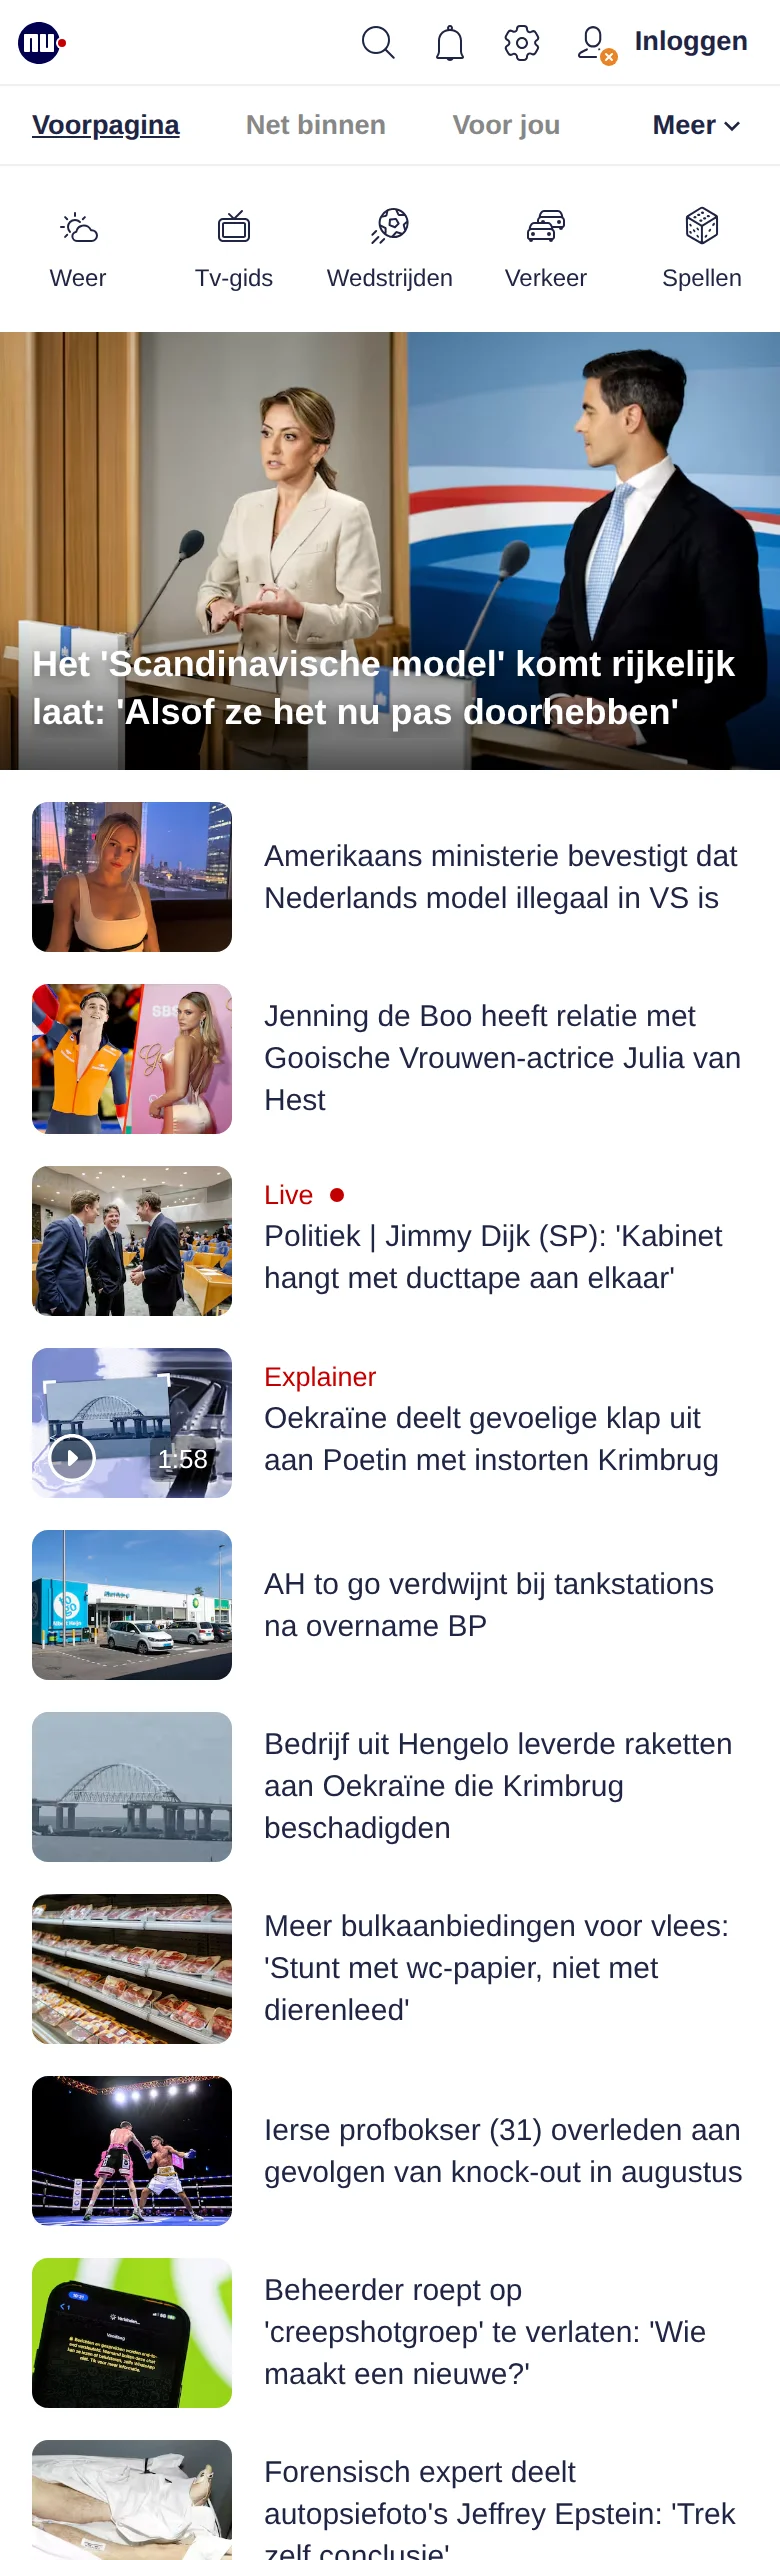 nu
Inloggen
Voorpagina Net binnen Voor jou Meer
Weer Tv-gids Wedstrijden Verkeer Spellen
Het 'Scandinavische model' komt rijkelijk
laat: 'Alsof ze het nu pas doorhebben'
Amerikaans ministerie bevestigt dat
Nederlands model illegaal in VS is
SBS
Jenning de Boo heeft relatie met
Gooische Vrouwen-actrice Julia van
Hest
Live
Politiek | Jimmy Dijk (SP): 'Kabinet
hangt met ducttape aan elkaar'
1:58
Explainer
Oekraïne deelt gevoelige klap uit
aan Poetin met instorten Krimbrug
to
go
AH to go verdwijnt bij tankstations
na overname BP
Bedrijf uit Hengelo leverde raketten
aan Oekraïne die Krimbrug
beschadigden
Meer bulkaanbiedingen voor vlees:
'Stunt met wc-papier, niet met
dierenleed'
Ierse profbokser (31) overleden aan
gevolgen van knock-out in augustus
Beheerder roept op
'creepshotgroep' te verlaten: 'Wie
maakt een nieuwe?'
Forensisch expert deelt
autopsiefoto's Jeffrey Epstein: 'Trek
zelf conclusie'